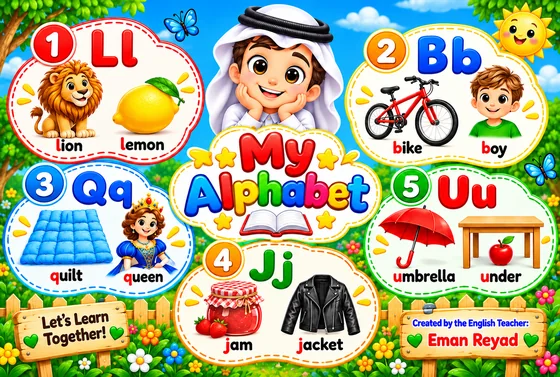 1 Ll
lion
lemon
My
Alphabet
2 Bb
bike
boy
3 Qq
quilt
queen
4 Jj
jam
jacket
5 Uu
umbrella
under
Let's Learn
Together!
Created by the English Teacher:
Eman Reyad